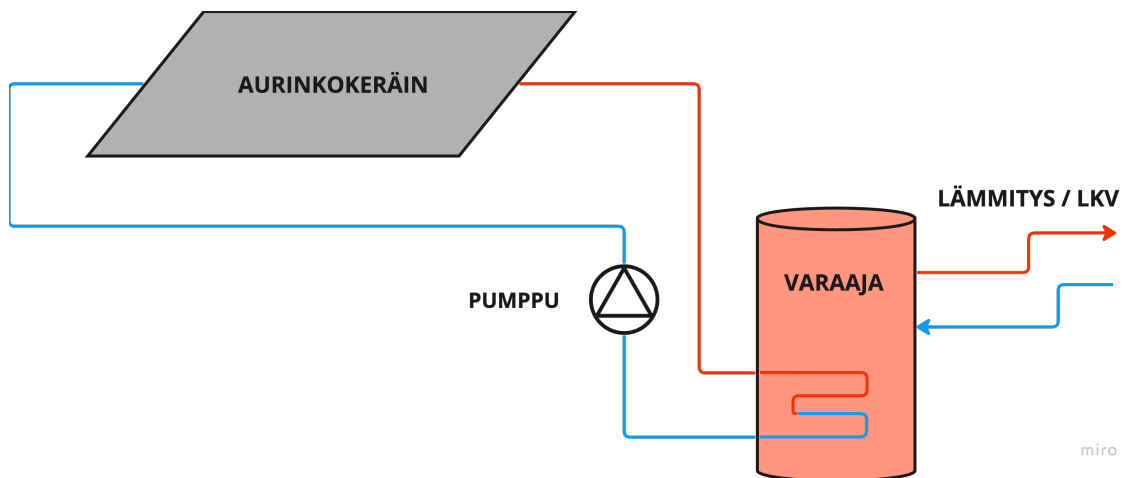 AURINKOKERÄIN
LÄMMITYS / LKV
VARAAJA
PUMPPU
miro